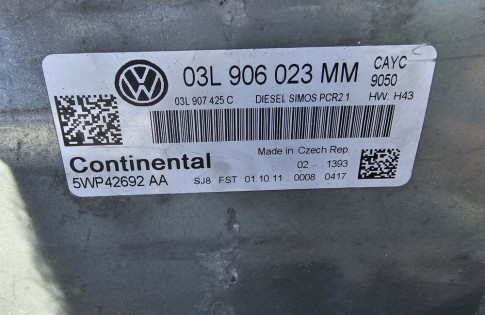 03L 906 023 MM CAYC
9050
03L 907 425 C DIESEL SIMOS PCR2.1 HW: H43
Continental Made in Czech Rep.
02 - 1393
5WP42692 AA SJ8 FST 01.10.11 0008 0417